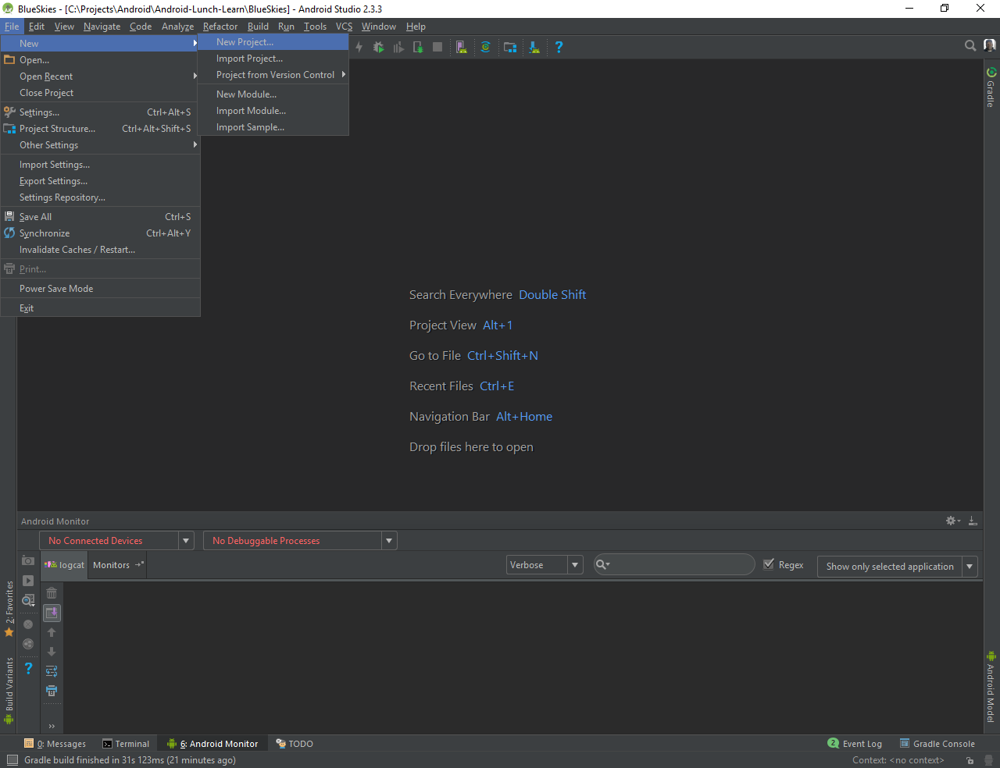 BlueSkies - [C:\Projects\Android\Android-Lunch-Learn\BlueSkies] - Android Studio 2.3.3
File Edit View Navigate Code Analyze Refactor Build Run Tools VCS Window Help
New
Open...
Open Recent
Close Project
Settings... Ctrl+Alt+S
Project Structure... Ctrl+Alt+Shift+S
Other Settings
Import Settings...
Export Settings...
Settings Repository...
Save All Ctrl+S
Synchronize Ctrl+Alt+Y
Invalidate Caches / Restart...
Print...
Power Save Mode
Exit
New Project...
Import Project...
Project from Version Control
New Module...
Import Module...
Import Sample...
Gradle
Search Everywhere Double Shift
Project View Alt+1
Go to File Ctrl+Shift+N
Recent Files Ctrl+E
Navigation Bar Alt+Home
Drop files here to open
Android Monitor
No Connected Devices No Debuggable Processes
logcat Monitors Verbose Regex Show only selected application
2: Favorites
Build Variants
Android Model
0: Messages Terminal 6: Android Monitor TODO 2 Event Log Gradle Console
Gradle build finished in 31s 123ms (21 minutes ago) Context: <no context>